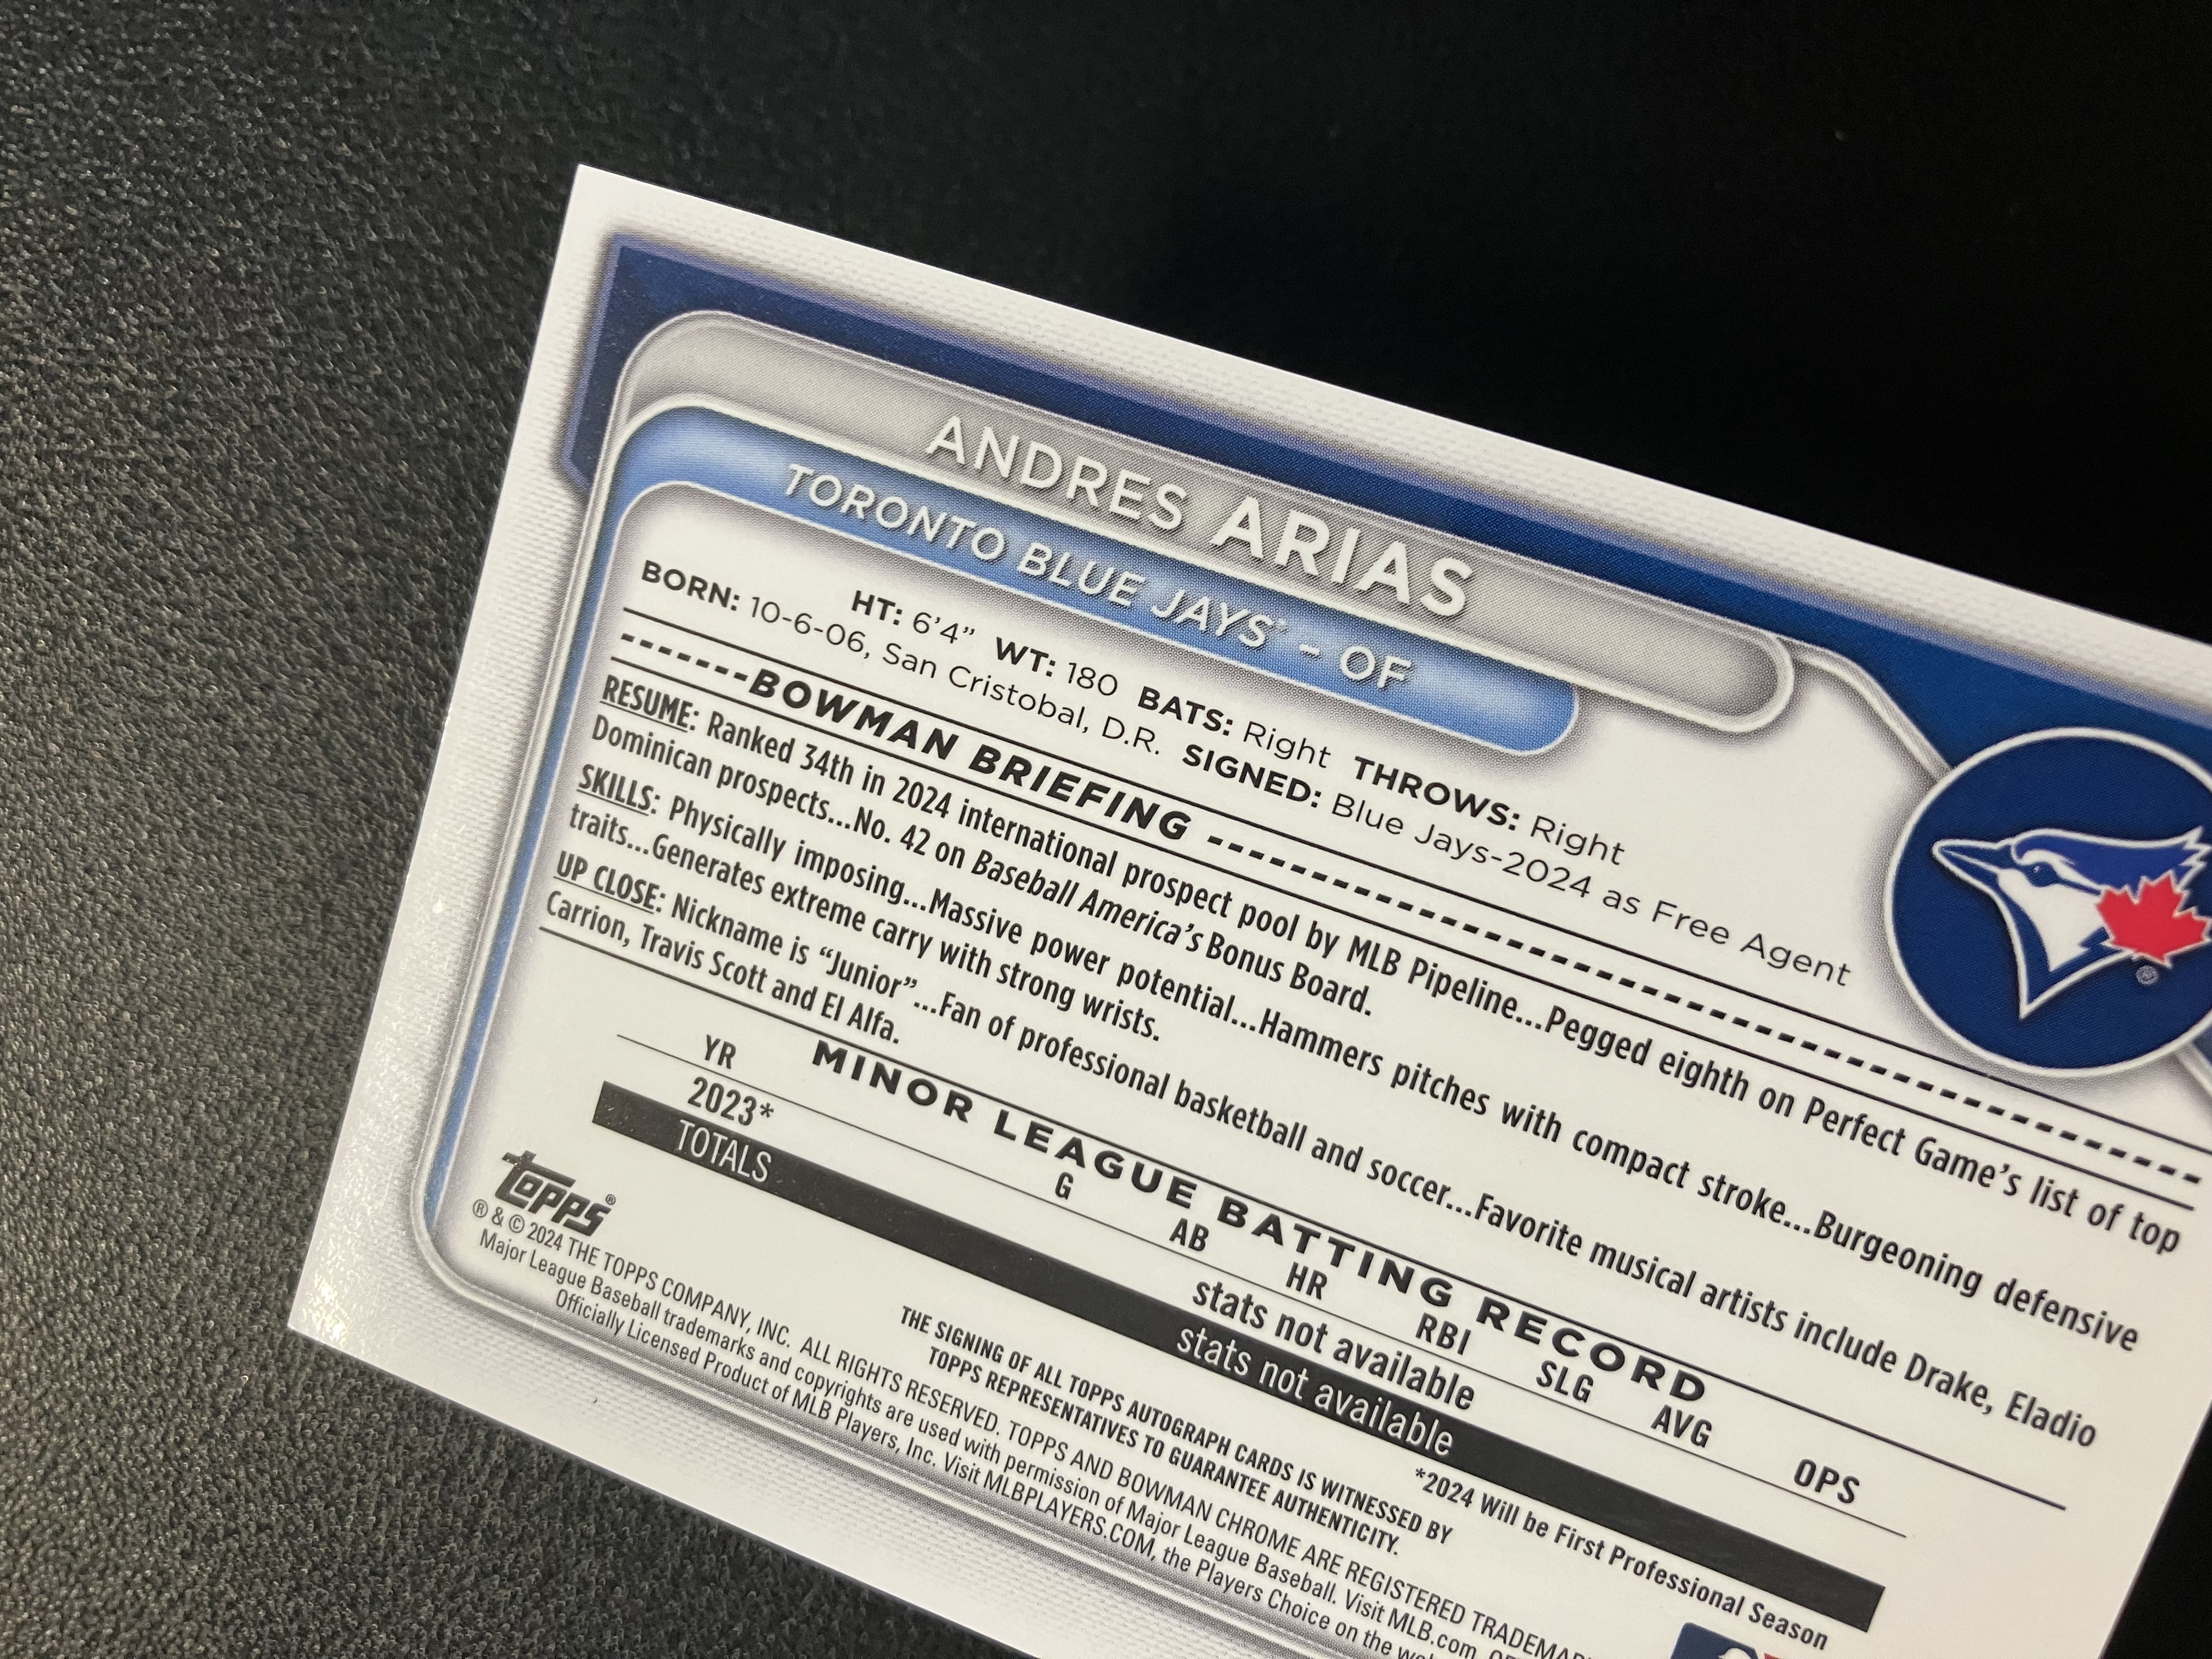 ANDRES ARIAS
TORONTO BLUE JAYS™ – OF
HT: 6'4" WT: 180 BATS: Right THROWS: Right
BORN: 10-6-06, San Cristobal, D.R. SIGNED: Blue Jays-2024 as Free Agent
BOWMAN BRIEFING
RESUME: Ranked 34th in 2024 international prospect pool by MLB Pipeline...Pegged eighth on Perfect Game's list of top
Dominican prospects...No. 42 on Baseball America's Bonus Board.
SKILLS: Physically imposing...Massive power potential...Hammers pitches with compact stroke...Burgeoning defensive
traits...Generates extreme carry with strong wrists.
UP CLOSE: Nickname is “Junior”...Fan of professional basketball and soccer...Favorite musical artists include Drake, Eladio
Carrion, Travis Scott and El Alfa.
MINOR LEAGUE BATTING RECORD
YR G AB HR RBI SLG AVG OPS
2023* stats not available
TOTALS stats not available
*2024 Will be First Professional Season
topps®
THE SIGNING OF ALL TOPPS AUTOGRAPH CARDS IS WITNESSED BY
TOPPS REPRESENTATIVES TO GUARANTEE AUTHENTICITY.
® & © 2024 THE TOPPS COMPANY, INC. ALL RIGHTS RESERVED. TOPPS AND BOWMAN CHROME ARE REGISTERED
Major League Baseball trademarks and copyrights are used with permission of Major League Baseball. Visit MLB.com.
Officially Licensed Product of MLB Players, Inc. Visit MLBPLAYERS.COM, the Players Choice on the